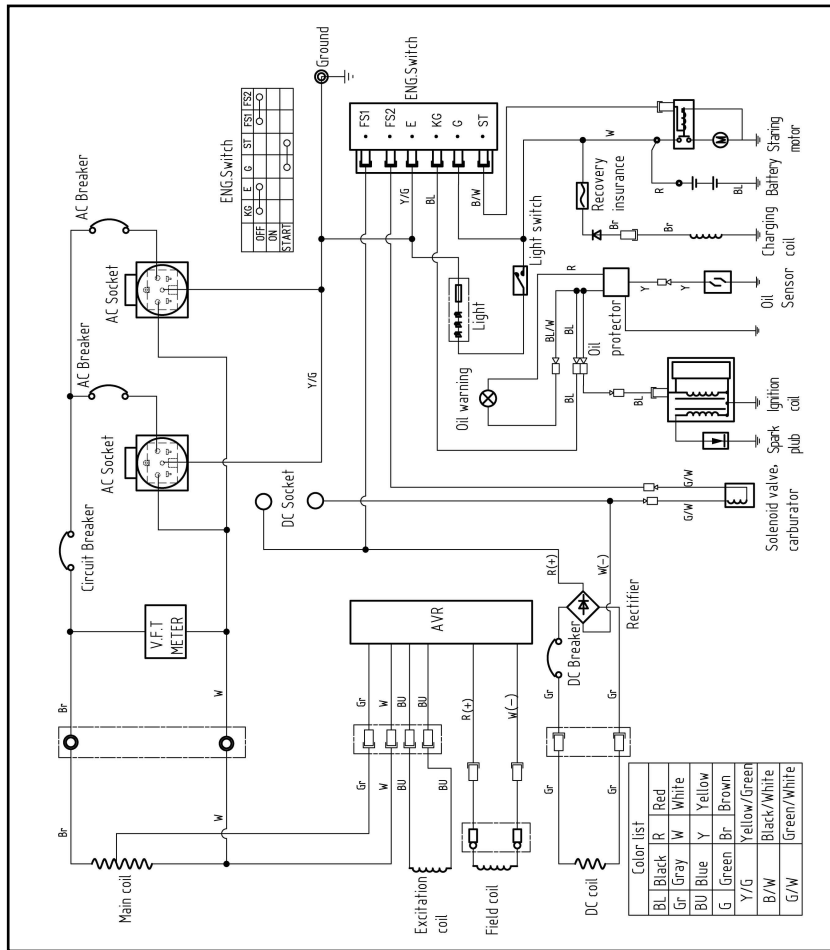 Main coil
Br
W
Br
W
V.F.T
METER
Circuit Breaker
AC Socket
AC Breaker
AC Socket
AC Breaker
Y/G
Ground
ENG.Switch
KG E G ST FS1 FS2
OFF
ON
START
ENG.Switch
FS1
FS2
E
KG
G
ST
Y/G
BL
B/W
Excitation
coil
Field coil
Gr
W
BU
BU
Gr
W
BU
BU
R(+)
W(-)
AVR
DC Socket
DC coil
Gr
Gr
Gr
Gr
DC Breaker
Rectifier
R(+)
W(-)
G/W
G/W
Solenoid valve,
carburator
Oil warning
Light
Light switch
BL/W
BL
BL
R
Oil
protector
BL
Spark
plub
Ignition
coil
Y
Y
Oil
Sensor
Recovery
insurance
Br
Br
Charging
coil
W
R
BL
Battery
Staring
motor
M
Color list
BL Black R Red
Gr Gray W White
BU Blue Y Yellow
G Green Br Brown
Y/G Yellow/Green
B/W Black/White
G/W Green/White